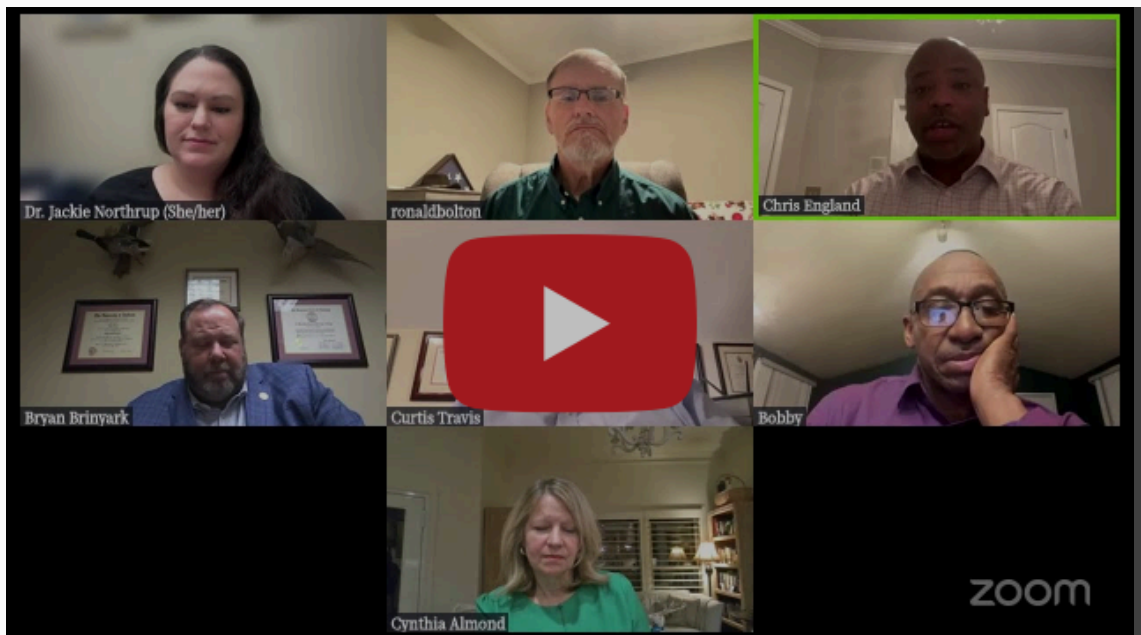 Dr. Jackie Northrup (She/her)
ronaldbolton
Chris England
Bryan Brinyark
Curtis Travis
Bobby
Cynthia Almond
zoom